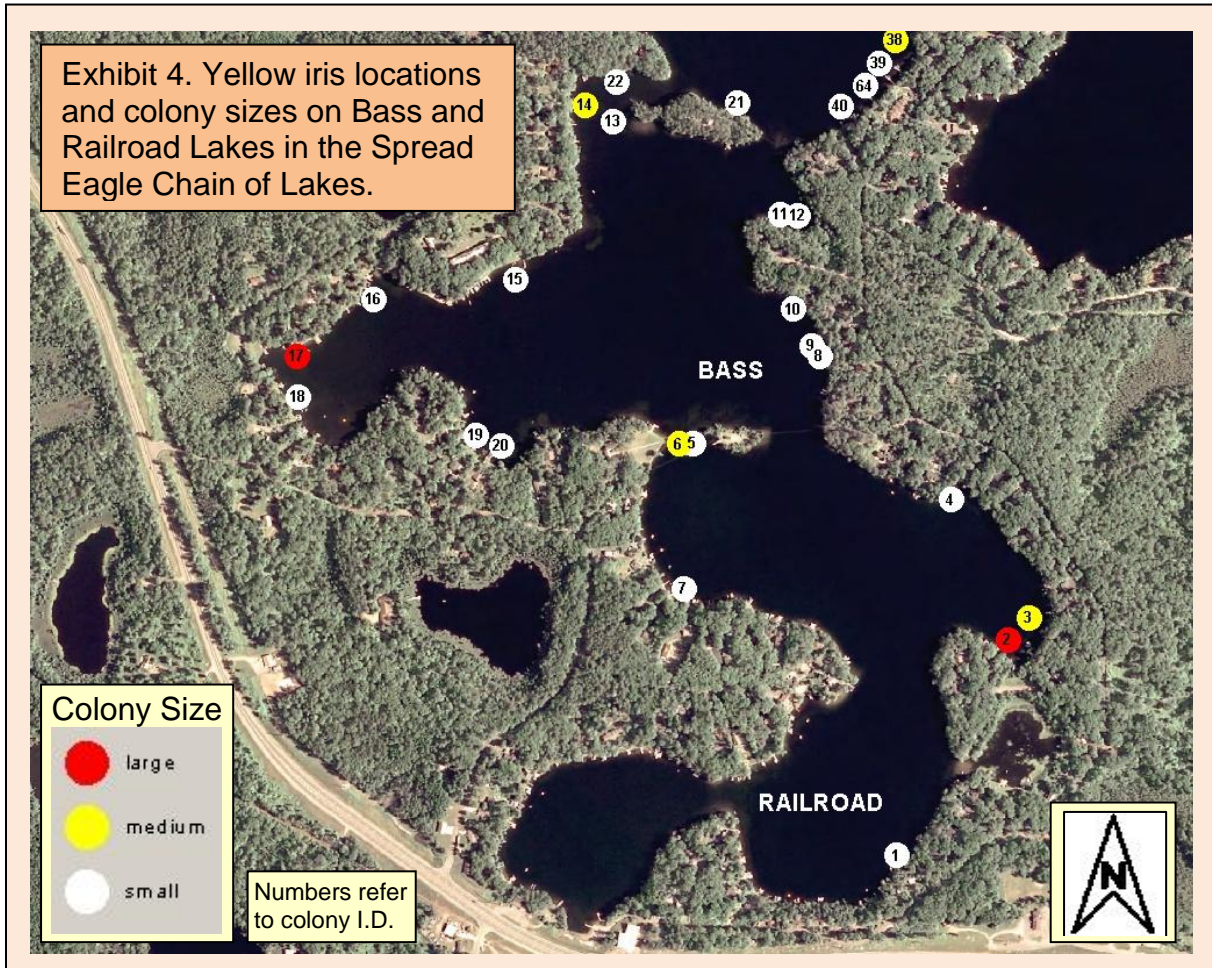 Exhibit 4. Yellow iris locations
and colony sizes on Bass and
Railroad Lakes in the Spread
Eagle Chain of Lakes.
38
39
64
40
22
14
13
21
11
12
15
16
10
9
8
17
18
BASS
19
20
6
5
4
7
3
2
RAILROAD
1
Colony Size
large
medium
small
Numbers refer
to colony I.D.
N